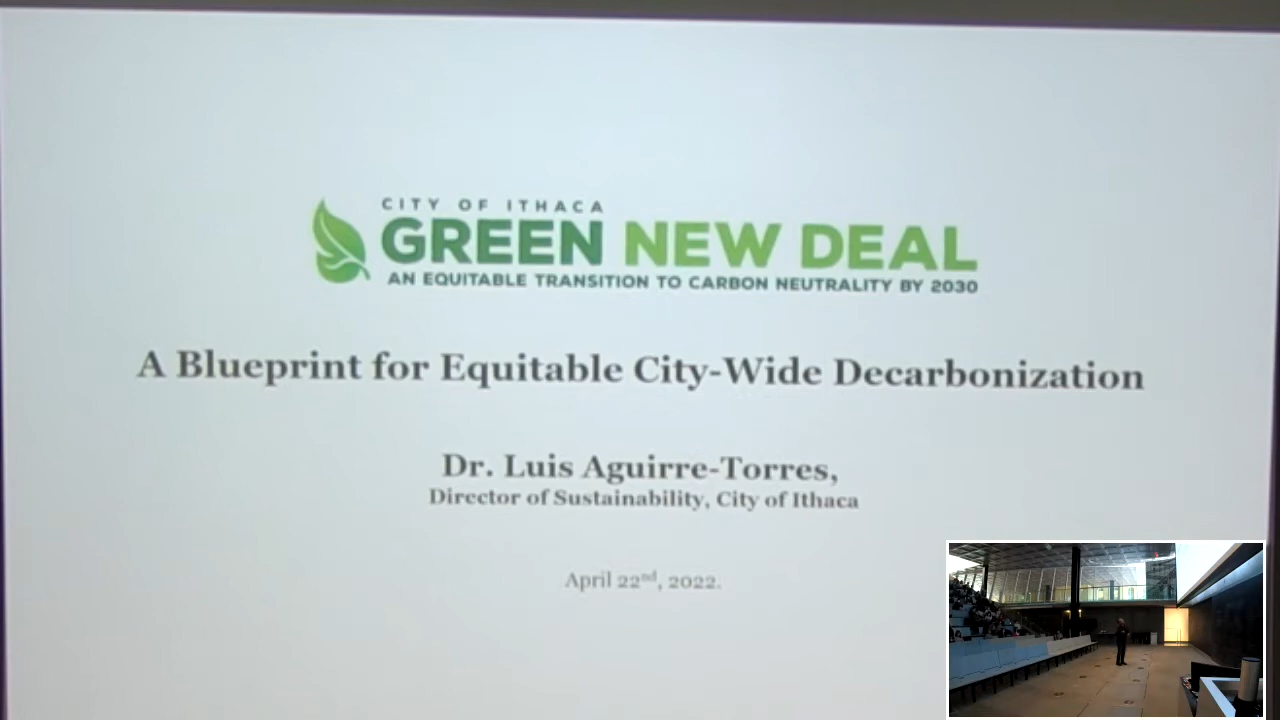 CITY OF ITHACA
GREEN NEW DEAL
AN EQUITABLE TRANSITION TO CARBON NEUTRALITY BY 2030
A Blueprint for Equitable City-Wide Decarbonization
Dr. Luis Aguirre-Torres,
Director of Sustainability, City of Ithaca
April 22nd, 2022.